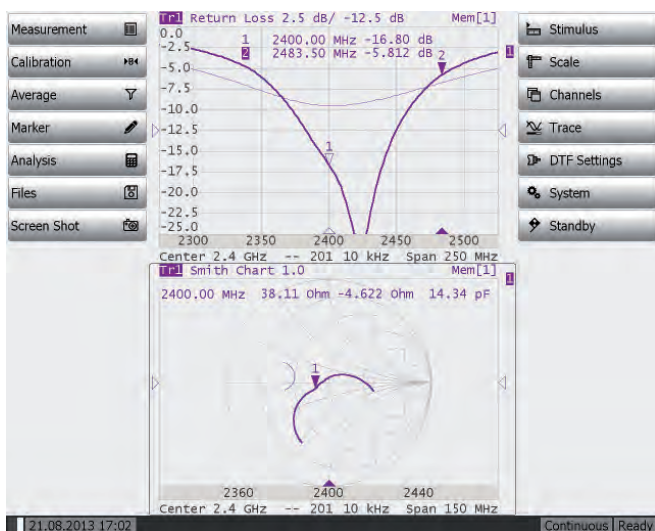 Measurement
Calibration
Average
Marker
Analysis
Files
Screen Shot
Tr1 Return Loss 2.5 dB/ -12.5 dB Mem[1]
1 2400.00 MHz -16.80 dB
2 2483.50 MHz -5.812 dB
0.0
-2.5
-5.0
-7.5
-10.0
-12.5
-15.0
-17.5
-20.0
-22.5
-25.0
2
1
1
2300 2350 2400 2450 2500
Center 2.4 GHz -- 201 10 kHz Span 250 MHz
Tr1 Smith Chart 1.0 Mem[1]
1
2400.00 MHz 38.11 Ohm -4.622 Ohm 14.34 pF
1
2360 2400 2440
Center 2.4 GHz -- 201 10 kHz Span 150 MHz
Stimulus
Scale
Channels
Trace
DTF Settings
System
Standby
21.08.2013 17:02
Continuous Ready